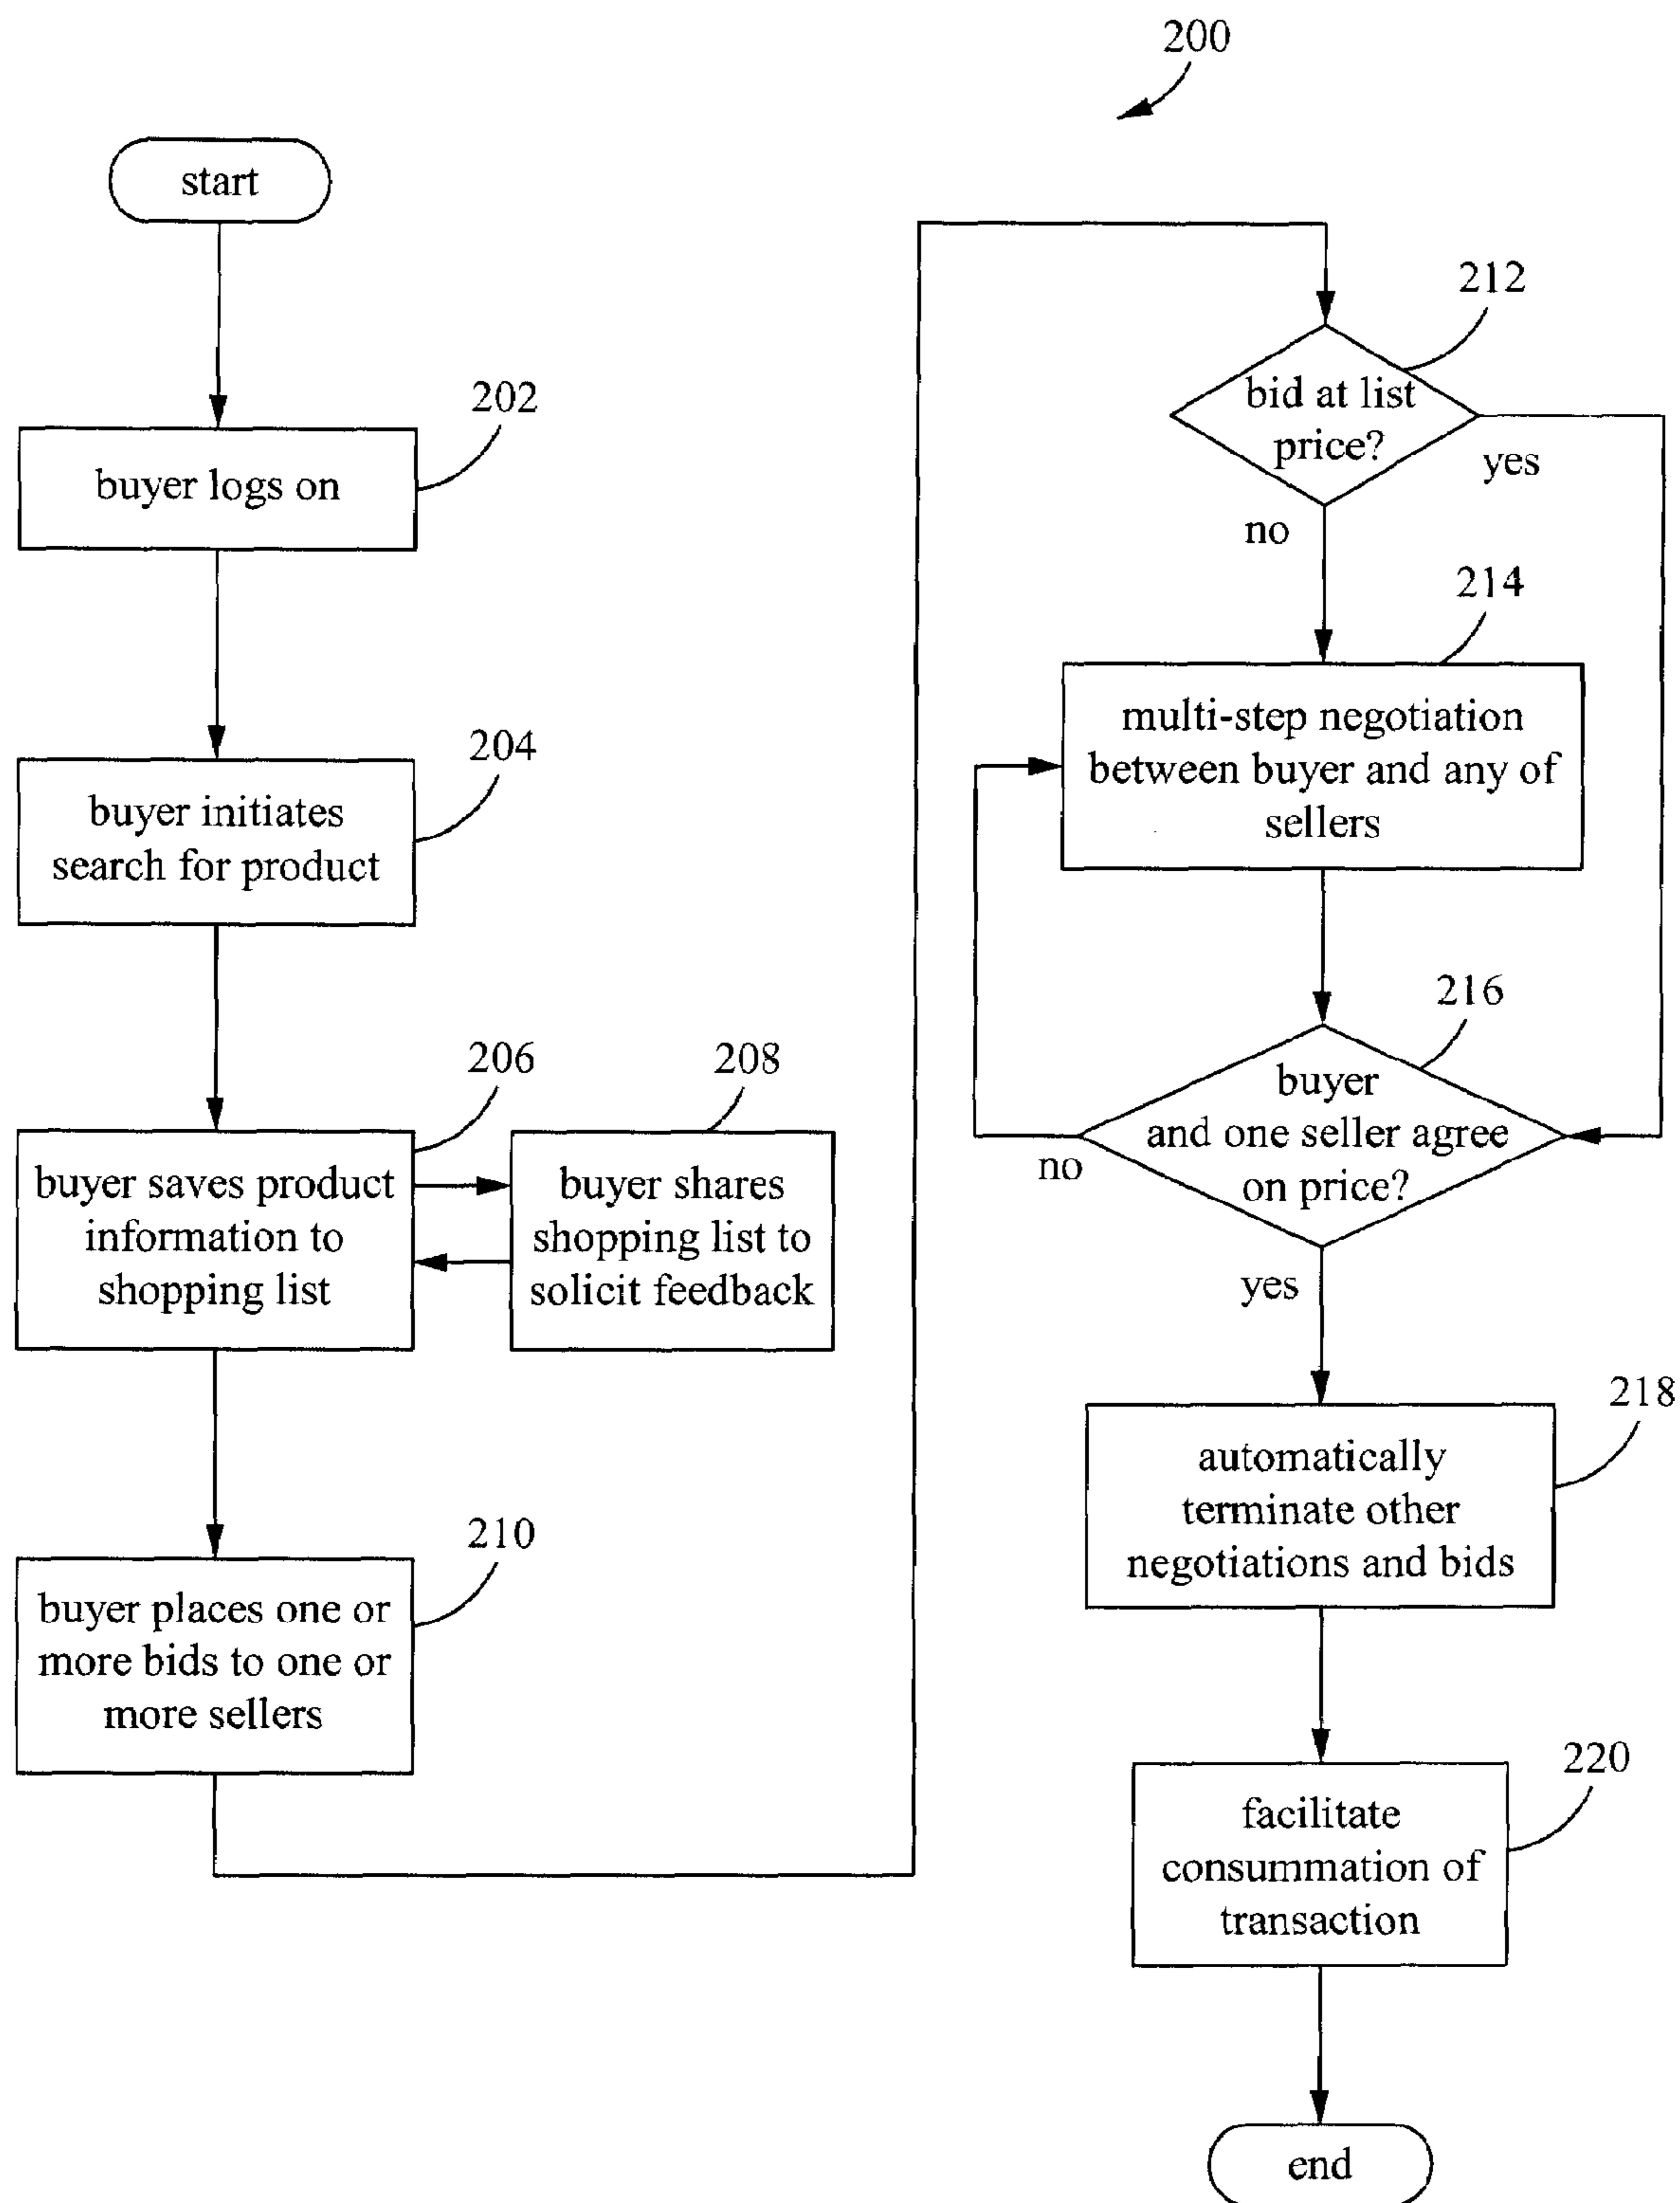 200
start
202
buyer logs on
204
buyer initiates
search for product
206
buyer saves product
information to
shopping list
208
buyer shares
shopping list to
solicit feedback
210
buyer places one or
more bids to one or
more sellers
212
bid at list
price?
yes
no
214
multi-step negotiation
between buyer and any of
sellers
216
buyer
and one seller agree
on price?
no
yes
218
automatically
terminate other
negotiations and bids
220
facilitate
consummation of
transaction
end